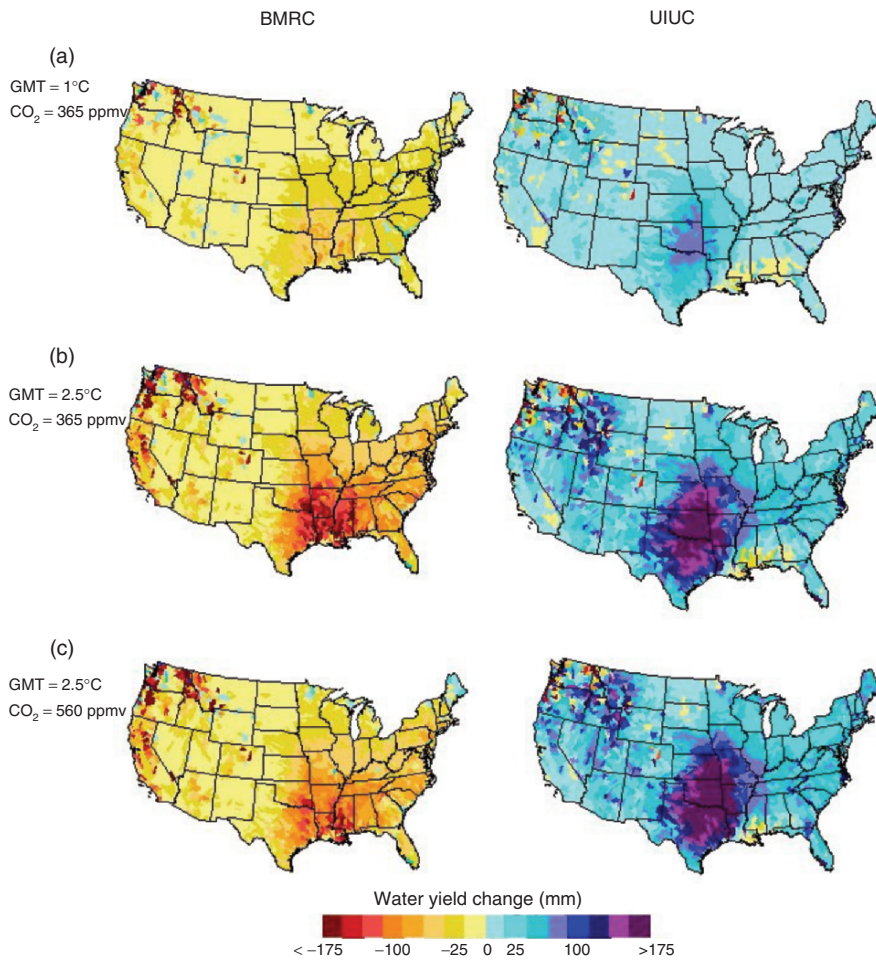 BMRC UIUC
(a)
GMT = 1°C
CO₂ = 365 ppmv
(b)
GMT = 2.5°C
CO₂ = 365 ppmv
(c)
GMT = 2.5°C
CO₂ = 560 ppmv
Water yield change (mm)
< −175 −100 −25 0 25 100 >175